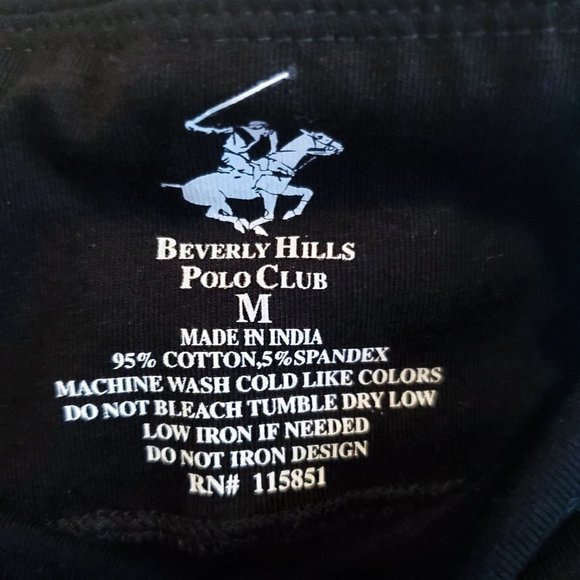 BEVERLY HILLS
POLO CLUB
M
MADE IN INDIA
95% COTTON,5%SPANDEX
MACHINE WASH COLD LIKE COLORS
DO NOT BLEACH TUMBLE DRY LOW
LOW IRON IF NEEDED
DO NOT IRON DESIGN
RN# 115851